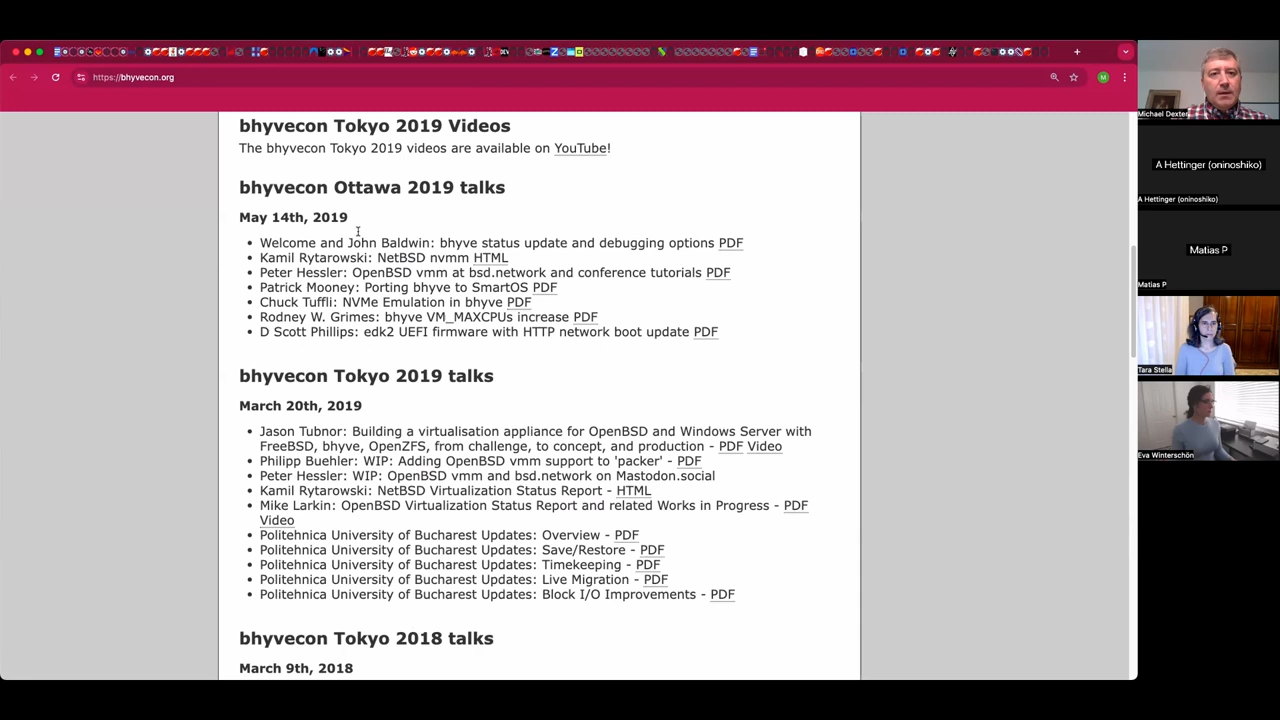 https://bhyvecon.org
M
bhyvecon Tokyo 2019 Videos
The bhyvecon Tokyo 2019 videos are available on YouTube!
bhyvecon Ottawa 2019 talks
May 14th, 2019
• Welcome and John Baldwin: bhyve status update and debugging options PDF
• Kamil Rytarowski: NetBSD nvmm HTML
• Peter Hessler: OpenBSD vmm at bsd.network and conference tutorials PDF
• Patrick Mooney: Porting bhyve to SmartOS PDF
• Chuck Tuffli: NVMe Emulation in bhyve PDF
• Rodney W. Grimes: bhyve VM_MAXCPUs increase PDF
• D Scott Phillips: edk2 UEFI firmware with HTTP network boot update PDF
bhyvecon Tokyo 2019 talks
March 20th, 2019
• Jason Tubnor: Building a virtualisation appliance for OpenBSD and Windows Server with
FreeBSD, bhyve, OpenZFS, from challenge, to concept, and production - PDF Video
• Philipp Buehler: WIP: Adding OpenBSD vmm support to 'packer' - PDF
• Peter Hessler: WIP: OpenBSD vmm and bsd.network on Mastodon.social
• Kamil Rytarowski: NetBSD Virtualization Status Report - HTML
• Mike Larkin: OpenBSD Virtualization Status Report and related Works in Progress - PDF
Video
• Politehnica University of Bucharest Updates: Overview - PDF
• Politehnica University of Bucharest Updates: Save/Restore - PDF
• Politehnica University of Bucharest Updates: Timekeeping - PDF
• Politehnica University of Bucharest Updates: Live Migration - PDF
• Politehnica University of Bucharest Updates: Block I/O Improvements - PDF
bhyvecon Tokyo 2018 talks
March 9th, 2018
Michael Dexter
A Hettinger (oninoshiko)
A Hettinger (oninoshiko)
Matias P
Matias P
Tara Stella
Eva Winterschön